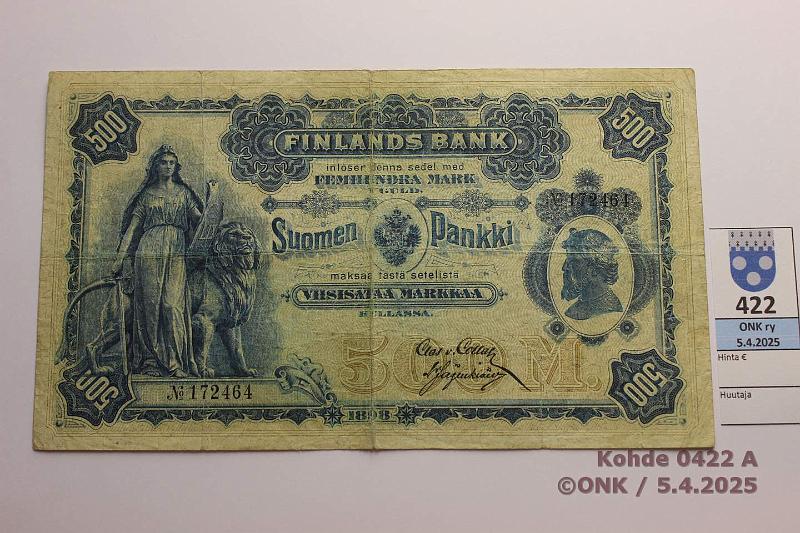 500
500
FINLANDS BANK
inlöser denna sedel med
FEMHUNDRA MARK
I GULD.
No 172464
Suomen Pankki
maksaa tästä setelistä
VIISISATAA MARKKAA
KULLASSA.
500 M.
No 172464
500
1898
500
422
ONK ry
5.4.2025
Hinta €
Huutaja
Kohde 0422 A
©ONK / 5.4.2025